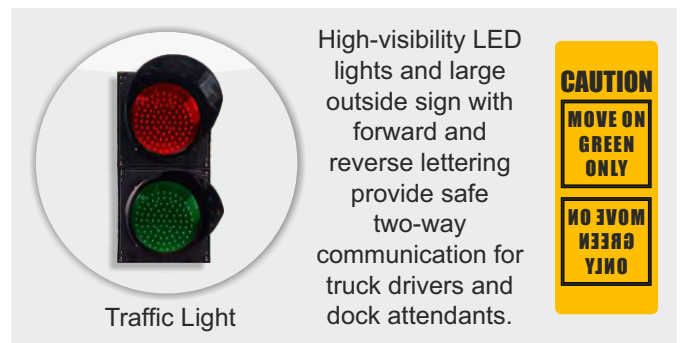 Traffic Light
High-visibility LED
lights and large
outside sign with
forward and
reverse lettering
provide safe
two-way
communication for
truck drivers and
dock attendants.
CAUTION
MOVE ON
GREEN
ONLY
MOVE ON
GREEN
ONLY